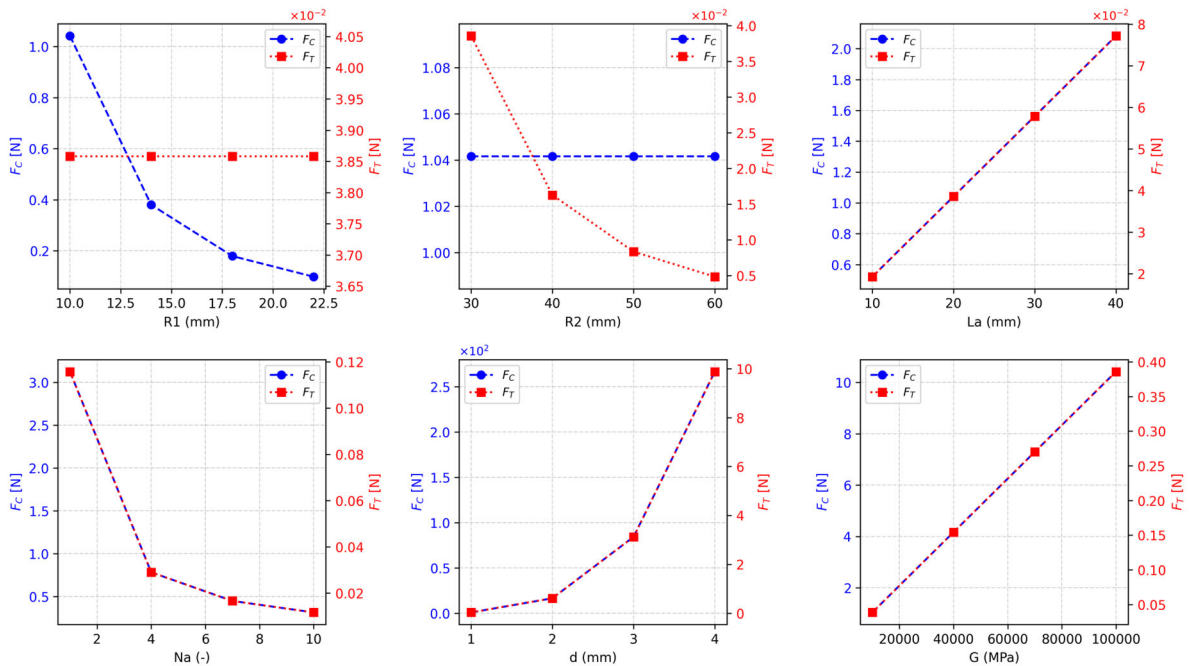 ×10⁻²
F_C [N]
1.0
0.8
0.6
0.4
0.2
F_C
F_T
4.05
4.00
3.95
3.90
3.85
3.80
3.75
3.70
3.65
F_T [N]
10.0 12.5 15.0 17.5 20.0 22.5
R1 (mm)
×10⁻²
F_C [N]
1.08
1.06
1.04
1.02
1.00
F_C
F_T
4.0
3.5
3.0
2.5
2.0
1.5
1.0
0.5
F_T [N]
30 40 50 60
R2 (mm)
×10⁻²
F_C [N]
2.0
1.8
1.6
1.4
1.2
1.0
0.8
0.6
F_C
F_T
8
7
6
5
4
3
2
F_T [N]
10 20 30 40
La (mm)
F_C [N]
3.0
2.5
2.0
1.5
1.0
0.5
F_C
F_T
0.12
0.10
0.08
0.06
0.04
0.02
F_T [N]
2 4 6 8 10
Na (-)
×10²
F_C [N]
2.5
2.0
1.5
1.0
0.5
0.0
F_C
F_T
10
8
6
4
2
0
F_T [N]
1 2 3 4
d (mm)
F_C [N]
10
8
6
4
2
F_C
F_T
0.40
0.35
0.30
0.25
0.20
0.15
0.10
0.05
F_T [N]
20000 40000 60000 80000 100000
G (MPa)